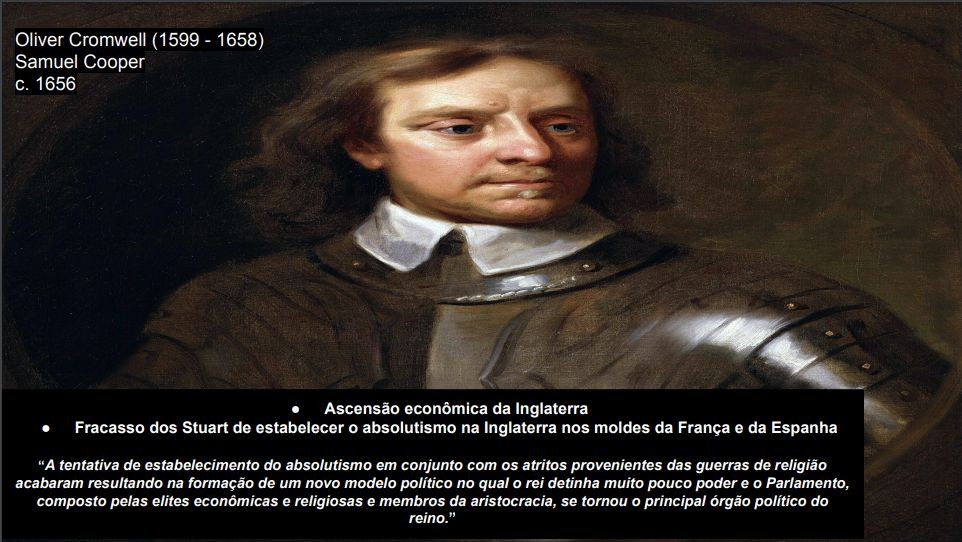 Oliver Cromwell (1599 - 1658)
Samuel Cooper
c. 1656
● Ascensão econômica da Inglaterra
● Fracasso dos Stuart de estabelecer o absolutismo na Inglaterra nos moldes da França e da Espanha
“A tentativa de estabelecimento do absolutismo em conjunto com os atritos provenientes das guerras de religião
acabaram resultando na formação de um novo modelo político no qual o rei detinha muito pouco poder e o Parlamento,
composto pelas elites econômicas e religiosas e membros da aristocracia, se tornou o principal órgão político do
reino.”